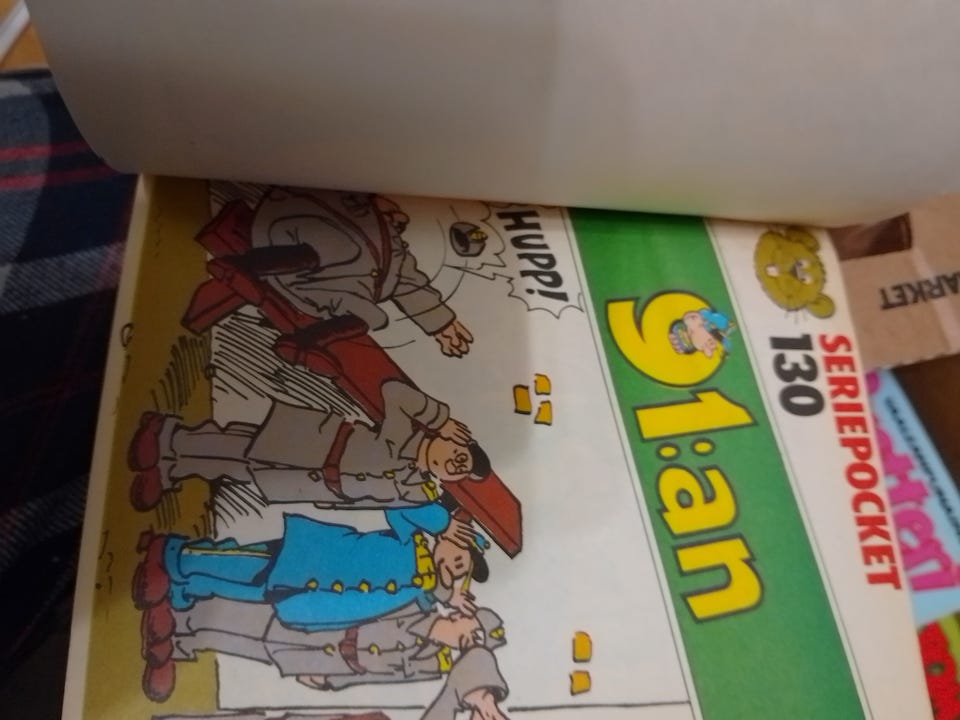 SERIEPOCKET
130
91:an
HUPP!
ARKET